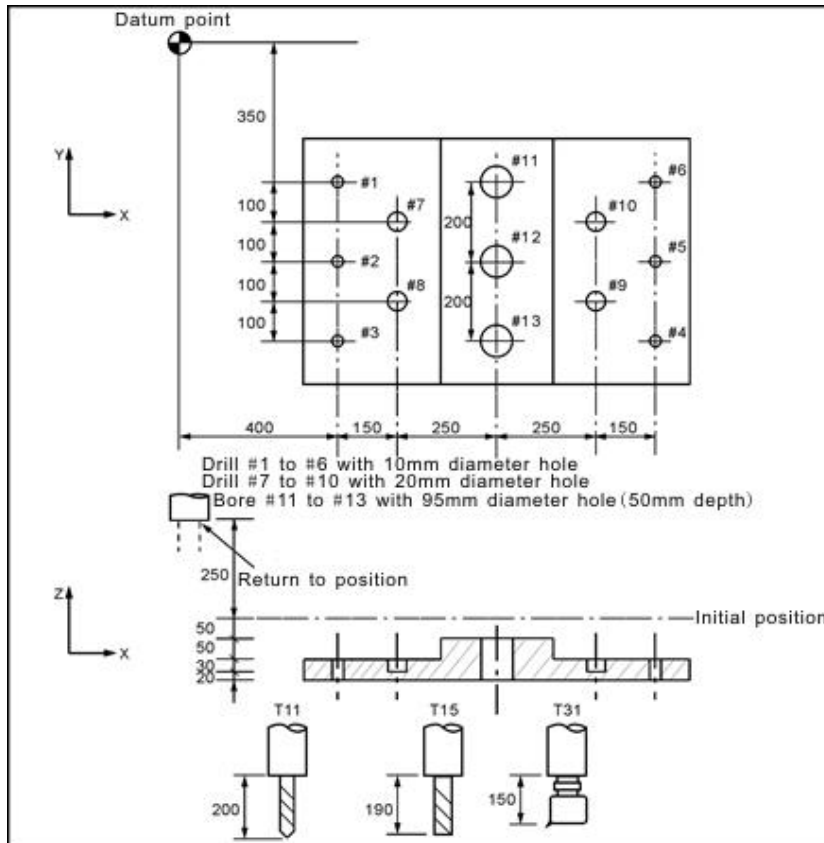 Datum point
350
Y
X
#1
#11
#6
100
#7
200
#10
100
#2
#12
#5
100
#8
200
#9
100
#3
#13
#4
400
150
250
250
150
Drill #1 to #6 with 10mm diameter hole
Drill #7 to #10 with 20mm diameter hole
Bore #11 to #13 with 95mm diameter hole(50mm depth)
250
Return to position
Z
X
Initial position
50
50
30
20
T11
T15
T31
200
190
150